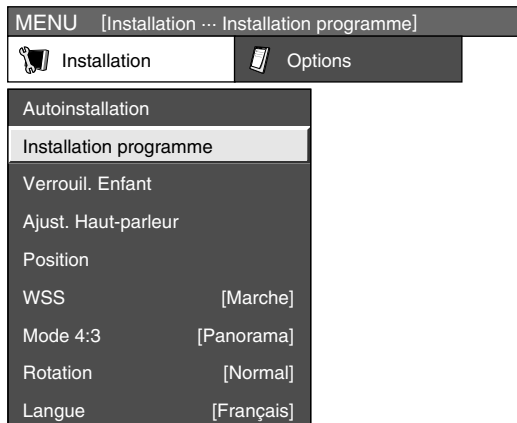 MENU [Installation ··· Installation programme]
Installation Options
Autoinstallation
Installation programme
Verrouil. Enfant
Ajust. Haut-parleur
Position
WSS [Marche]
Mode 4:3 [Panorama]
Rotation [Normal]
Langue [Français]